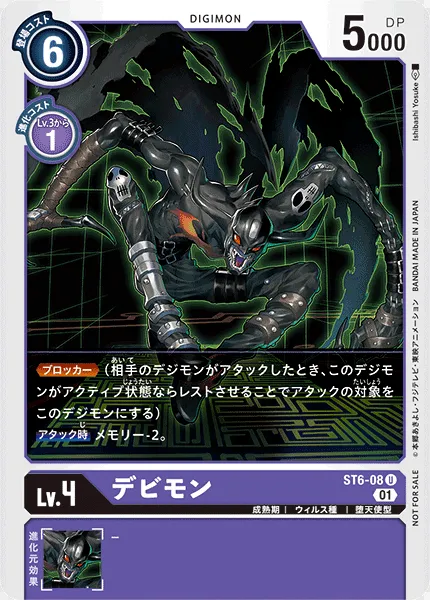 登場コスト
6
DIGIMON
DP
5000
進化コスト
Lv.3から
1
Ishibashi Yosuke
©本郷あきよし・フジテレビ・東映アニメーション BANDAI MADE IN JAPAN
NOT FOR SALE
ブロッカー (相手のデジモンがアタックしたとき、このデジモ
ンがアクティブ状態ならレストさせることでアタックの対象を
このデジモンにする)
アタック時 メモリー-2。
Lv.4
デビモン
ST6-08 U
01
成熟期 | ウィルス種 | 堕天使型
進化元効果
–